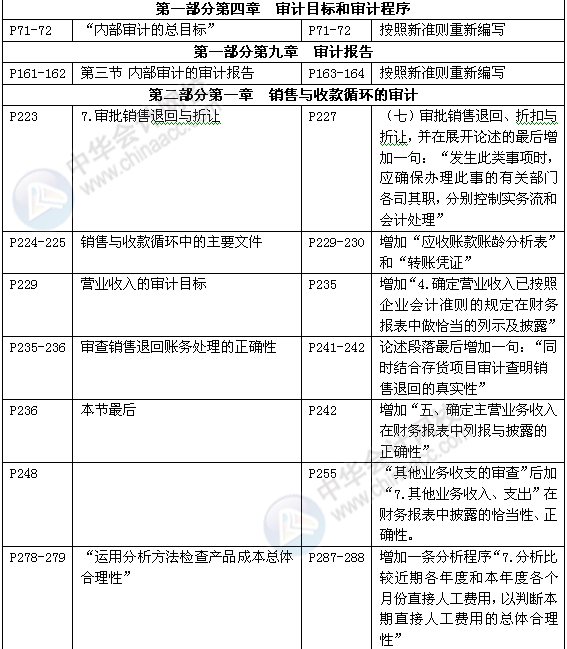 第一部分第四章 审计目标和审计程序
P71-72 “内部审计的总目标” P71-72 按照新准则重新编写
第一部分第九章 审计报告
P161-162 第三节 内部审计的审计报告 P163-164 按照新准则重新编写
第二部分第一章 销售与收款循环的审计
P223 7.审批销售退回与折让 P227 （七）审批销售退回、折扣与
折让，并在展开论述的最后增
加一句：“发生此类事项时，
应确保办理此事的有关部门
各司其职，分别控制实务流和
会计处理”
P224-225 销售与收款循环中的主要文件 P229-230 增加“应收账款账龄分析表”
和“转账凭证”
P229 营业收入的审计目标 P235 增加“4.确定营业收入已按照
企业会计准则的规定在财务
报表中做恰当的列示及披露”
P235-236 审查销售退回账务处理的正确性 P241-242 论述段落最后增加一句：“同
时结合存货项目审计查明销
售退回的真实性”
P236 本节最后 P242 增加“五、确定主营业务收入
在财务报表中列报与披露的
正确性”
P248 P255 “其他业务收支的审查”后加
“7.其他业务收入、支出”在
财务报表中披露的恰当性、正
确性。
P278-279 “运用分析方法检查产品成本总体
合理性” P287-288 增加一条分析程序“7.分析比
较近期各年度和本年度各个
月份直接人工费用，以判断本
期直接人工费用的总体合理
性”
中华会计网校
www.chinaacc.com
中华会计网校
www.chinaacc.com